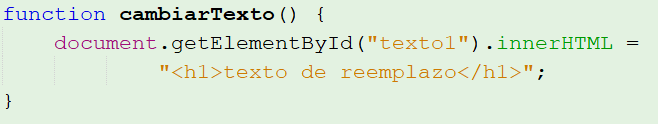 function cambiarTexto() {
document.getElementById("texto1").innerHTML =
"<h1>texto de reemplazo</h1>";
}